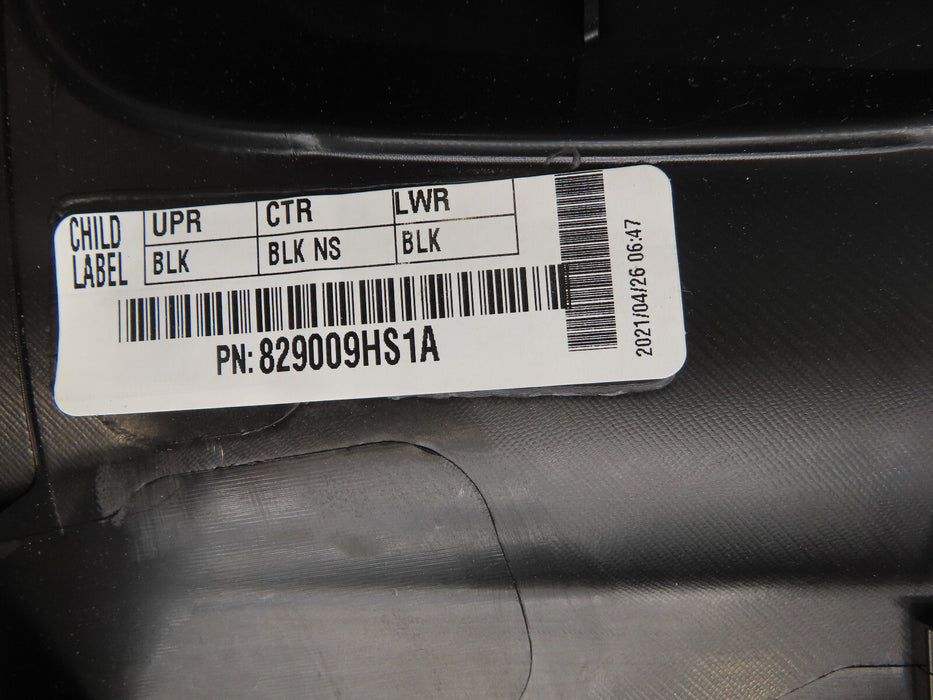 CHILD LABEL
UPR CTR LWR
BLK BLK NS BLK
PN: 829009HS1A
2021/04/26 06:47